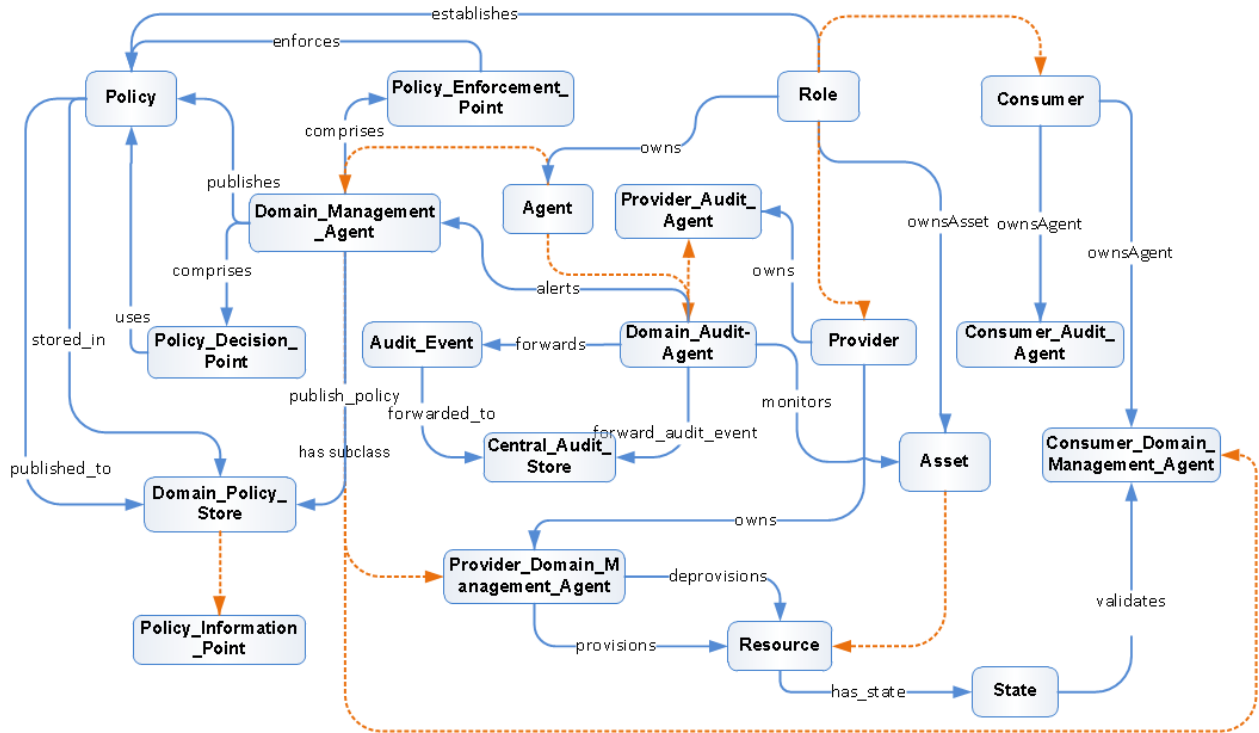 establishes
enforces
Policy
Policy_Enforcement_
Point
Role
Consumer
comprises
owns
publishes
Domain_Management
_Agent
Agent
Provider_Audit_
Agent
ownsAsset
ownsAgent
ownsAgent
comprises
owns
alerts
uses
stored_in
Policy_Decision_
Point
Audit_Event
forwards
Domain_Audit-
Agent
Provider
Consumer_Audit_
Agent
publish_policy
monitors
forwarded_to
forward_audit_event
has subclass
Central_Audit_
Store
Asset
Consumer_Domain_
Management_Agent
published_to
Domain_Policy_
Store
owns
Provider_Domain_M
anagement_Agent
deprovisions
validates
Policy_Information
_Point
provisions
Resource
has_state
State